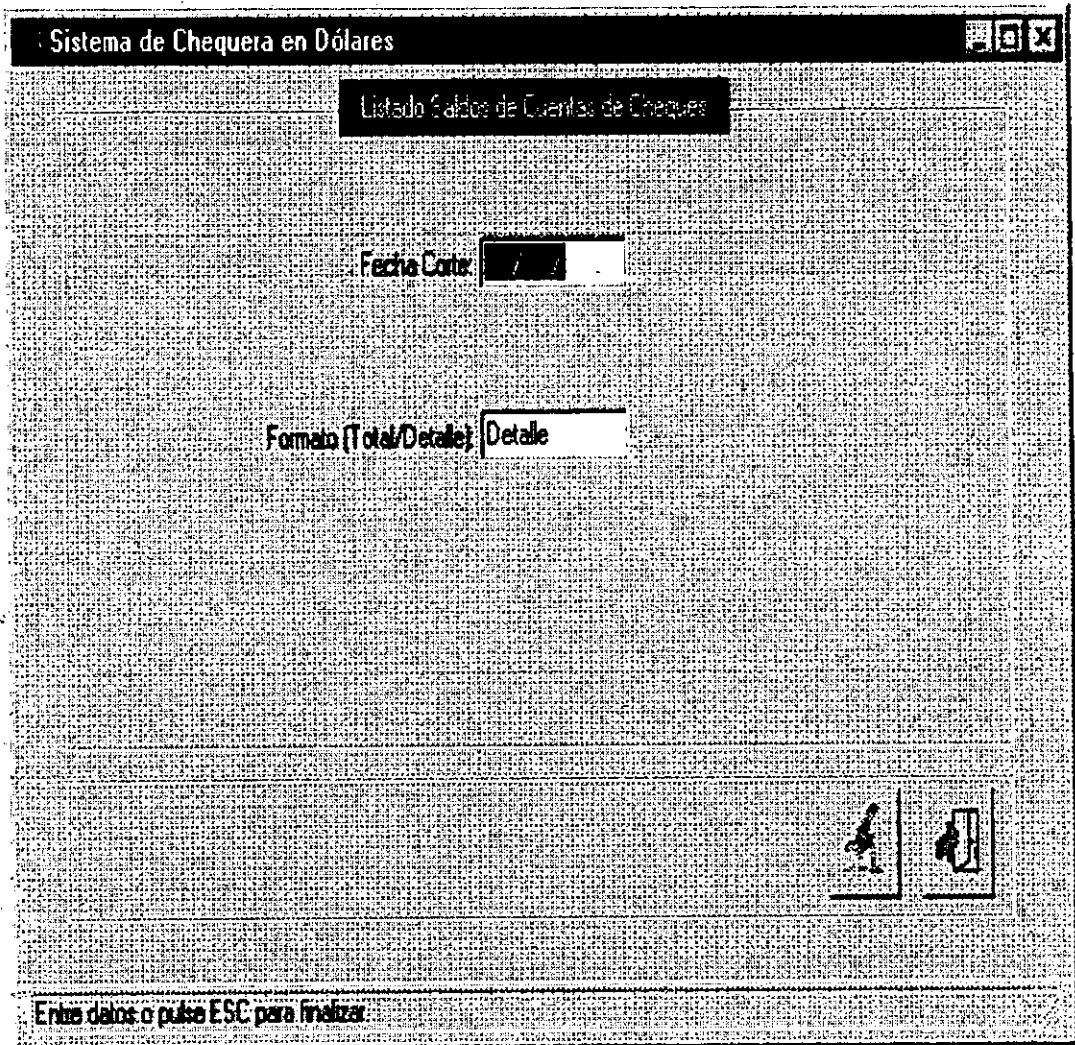 Sistema de Chequera en Dólares
Listado Saldos de Cuentas de Cheques
Fecha Corte: / /
Formato (Total/Detalle): Detalle
Entre datos o pulse ESC para finalizar.